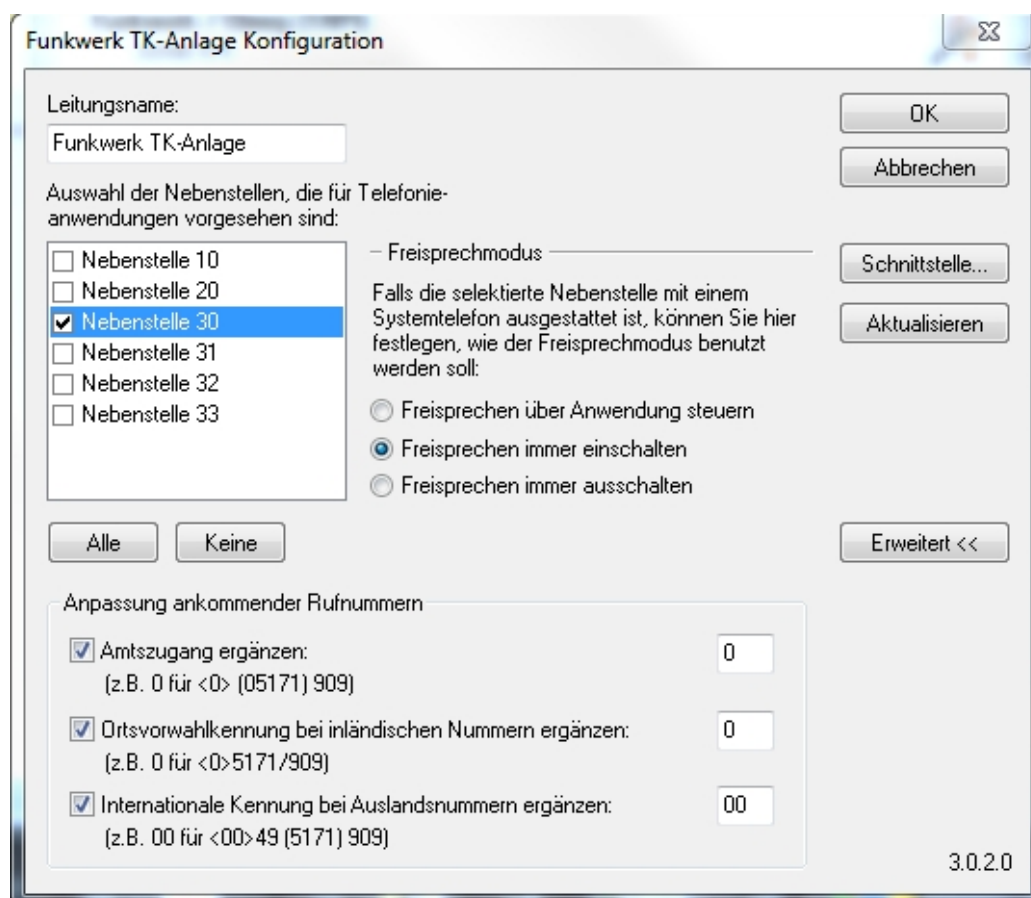 Funkwerk TK-Anlage Konfiguration
Leitungsname:
Funkwerk TK-Anlage
OK
Abbrechen
Auswahl der Nebenstellen, die für Telefonie-
anwendungen vorgesehen sind:
Nebenstelle 10
Nebenstelle 20
Nebenstelle 30
Nebenstelle 31
Nebenstelle 32
Nebenstelle 33
Freisprechmodus
Falls die selektierte Nebenstelle mit einem
Systemtelefon ausgestattet ist, können Sie hier
festlegen, wie der Freisprechmodus benutzt
werden soll:
Freisprechen über Anwendung steuern
Freisprechen immer einschalten
Freisprechen immer ausschalten
Schnittstelle...
Aktualisieren
Alle
Keine
Erweitert <<
Anpassung ankommender Rufnummern
Amtszugang ergänzen:
0
(z.B. 0 für <0> (05171) 909)
Ortsvorwahlkennung bei inländischen Nummern ergänzen:
0
(z.B. 0 für <0>5171/909)
Internationale Kennung bei Auslandsnummern ergänzen:
00
(z.B. 00 für <00>49 (5171) 909)
3.0.2.0